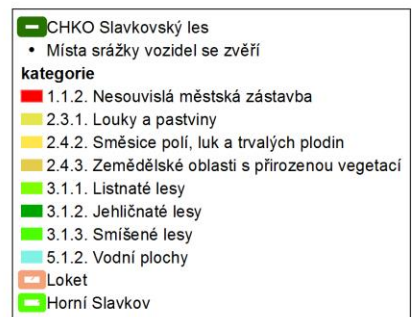 CHKO Slavkovský les
• Místa srážky vozidel se zvěří
kategorie
1.1.2. Nesouvislá městská zástavba
2.3.1. Louky a pastviny
2.4.2. Směsice polí, luk a trvalých plodin
2.4.3. Zemědělské oblasti s přirozenou vegetací
3.1.1. Listnaté lesy
3.1.2. Jehličnaté lesy
3.1.3. Smíšené lesy
5.1.2. Vodní plochy
Loket
Horní Slavkov